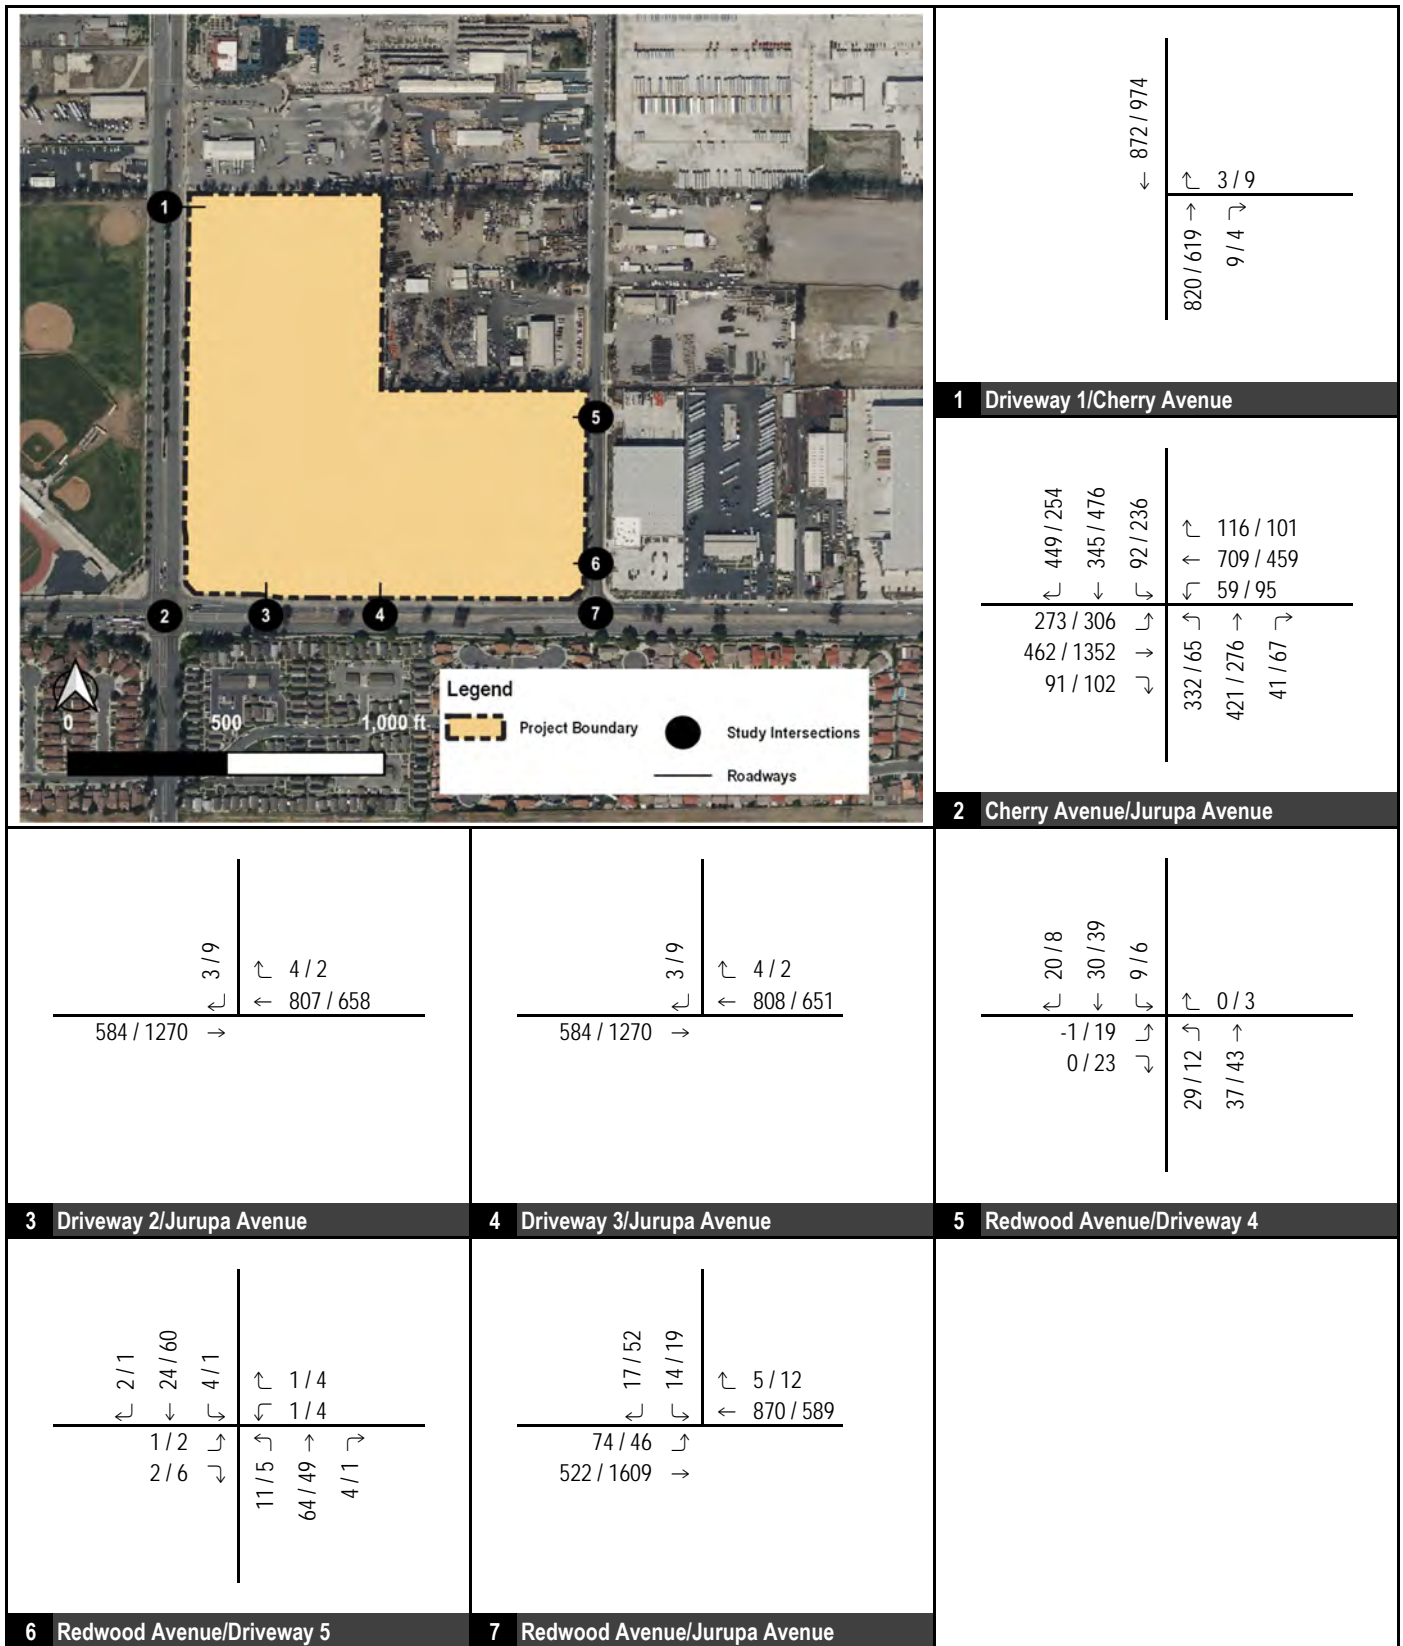 1
5
6
2
3
4
7
Legend
Project Boundary
Study Intersections
Roadways
0 500 1,000 ft
872 / 974
↓
↑ 3 / 9
↑ 820 / 619
↱ 9 / 4
1 Driveway 1/Cherry Avenue
449 / 254 345 / 476 92 / 236
116 / 101
← 709 / 459
59 / 95
273 / 306
462 / 1352 →
91 / 102
332 / 65 421 / 276 41 / 67
2 Cherry Avenue/Jurupa Avenue
3 / 9
4 / 2
← 807 / 658
584 / 1270 →
3 Driveway 2/Jurupa Avenue
3 / 9
4 / 2
← 808 / 651
584 / 1270 →
4 Driveway 3/Jurupa Avenue
20 / 8 30 / 39 9 / 6
0 / 3
-1 / 19
0 / 23
29 / 12 37 / 43
5 Redwood Avenue/Driveway 4
2 / 1 24 / 60 4 / 1
1 / 4
1 / 4
1 / 2
2 / 6
11 / 5 64 / 49 4 / 1
6 Redwood Avenue/Driveway 5
17 / 52 14 / 19
5 / 12
← 870 / 589
74 / 46
522 / 1609 →
7 Redwood Avenue/Jurupa Avenue